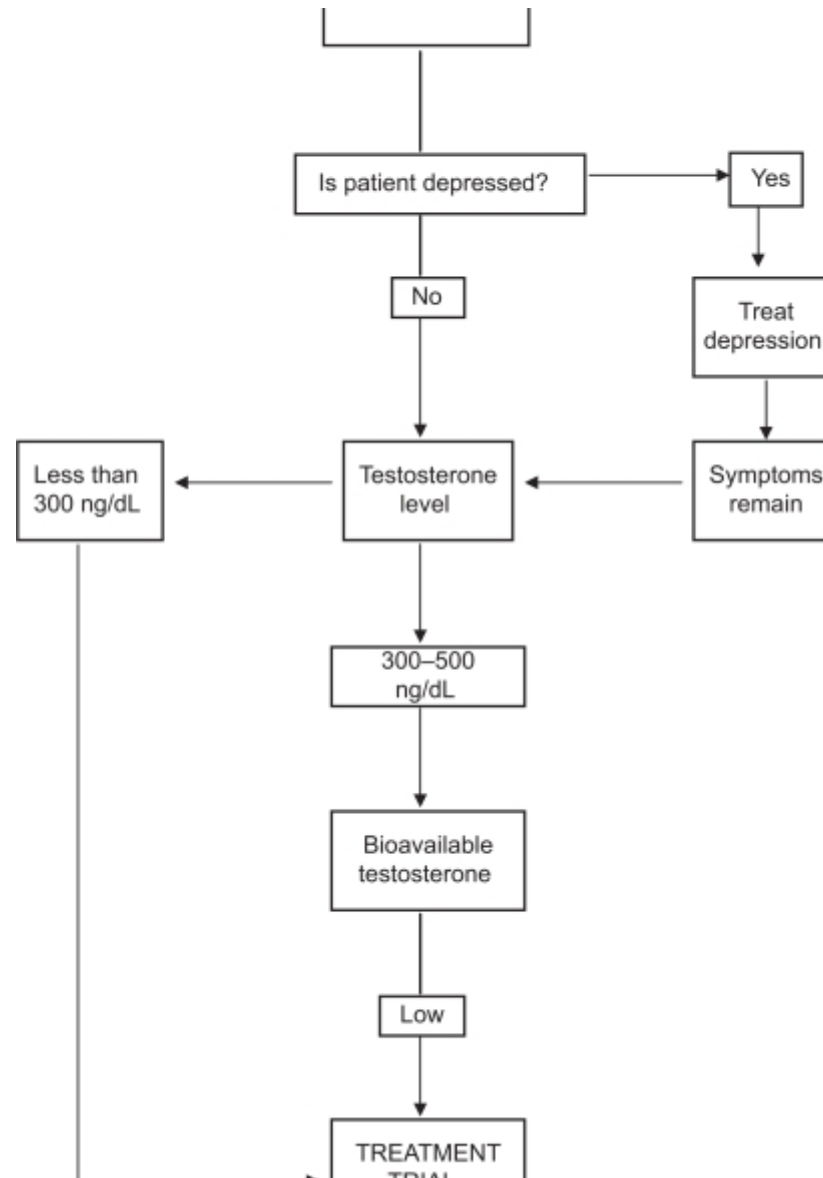 Is patient depressed?
Yes
No
Treat
depression
Less than
300 ng/dL
Testosterone
level
Symptoms
remain
300–500
ng/dL
Bioavailable
testosterone
Low
TREATMENT
TRIAL